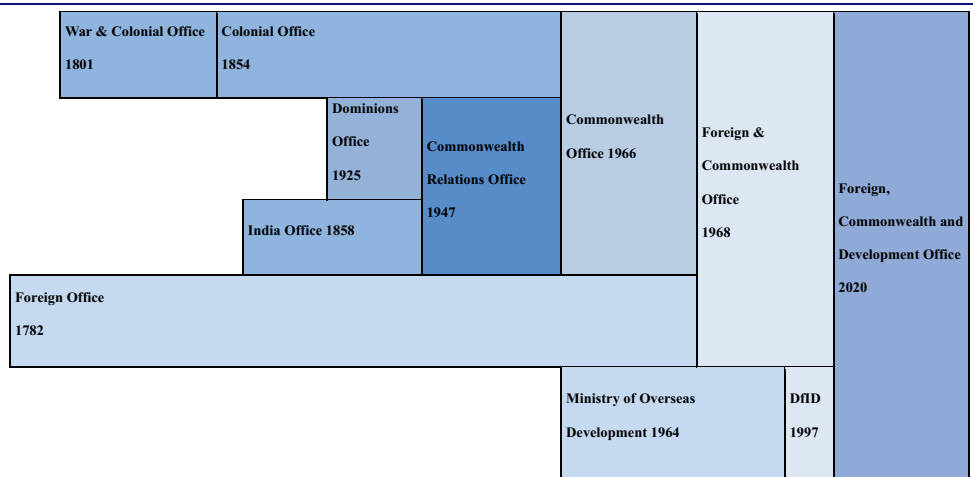 War & Colonial Office
1801
Colonial Office
1854
Dominions
Office
1925
Commonwealth
Relations Office
1947
Commonwealth
Office 1966
Foreign &
Commonwealth
Office
1968
Foreign,
Commonwealth and
Development Office
2020
India Office 1858
Foreign Office
1782
Ministry of Overseas
Development 1964
DfID
1997